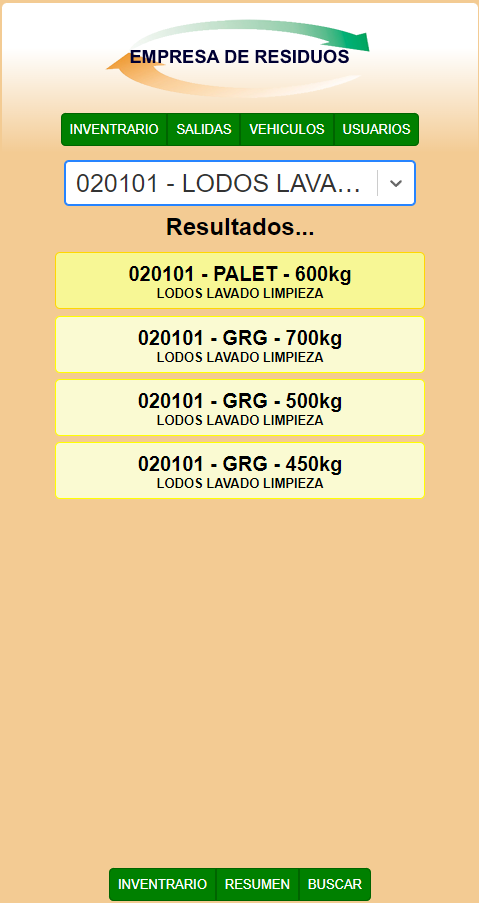 EMPRESA DE RESIDUOS
INVENTRARIO SALIDAS VEHICULOS USUARIOS
020101 - LODOS LAVA...
Resultados...
020101 - PALET - 600kg
LODOS LAVADO LIMPIEZA
020101 - GRG - 700kg
LODOS LAVADO LIMPIEZA
020101 - GRG - 500kg
LODOS LAVADO LIMPIEZA
020101 - GRG - 450kg
LODOS LAVADO LIMPIEZA
INVENTRARIO RESUMEN BUSCAR